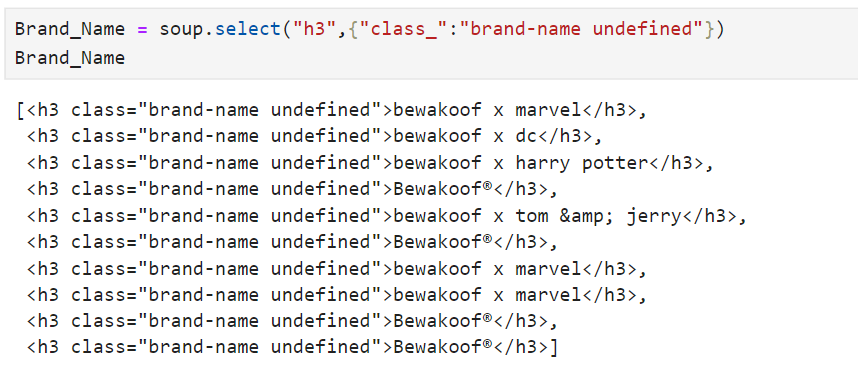 Brand_Name = soup.select("h3",{"class_":"brand-name undefined"})
Brand_Name
[<h3 class="brand-name undefined">bewakoof x marvel</h3>,
<h3 class="brand-name undefined">bewakoof x dc</h3>,
<h3 class="brand-name undefined">bewakoof x harry potter</h3>,
<h3 class="brand-name undefined">Bewakoof®</h3>,
<h3 class="brand-name undefined">bewakoof x tom &amp; jerry</h3>,
<h3 class="brand-name undefined">Bewakoof®</h3>,
<h3 class="brand-name undefined">bewakoof x marvel</h3>,
<h3 class="brand-name undefined">bewakoof x marvel</h3>,
<h3 class="brand-name undefined">Bewakoof®</h3>,
<h3 class="brand-name undefined">Bewakoof®</h3>]